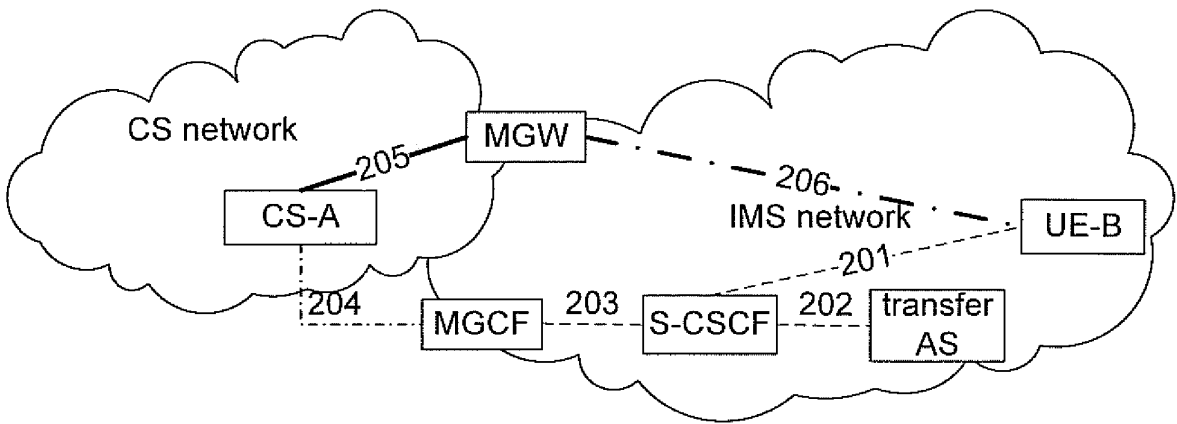 CS network
MGW
205
206
CS-A
IMS network
UE-B
201
204
MGCF
203
S-CSCF
202
transfer
AS